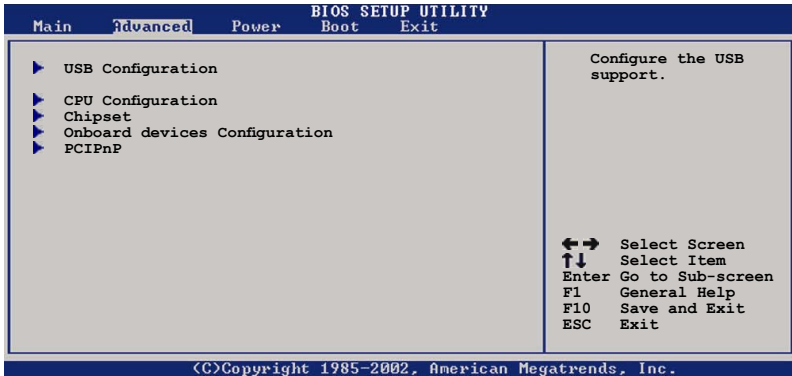 BIOS SETUP UTILITY
Main Advanced Power Boot Exit
USB Configuration
CPU Configuration
Chipset
Onboard devices Configuration
PCIPnP
Configure the USB
support.
←→ Select Screen
↑↓ Select Item
Enter Go to Sub-screen
F1 General Help
F10 Save and Exit
ESC Exit
(C)Copyright 1985-2002, American Megatrends, Inc.